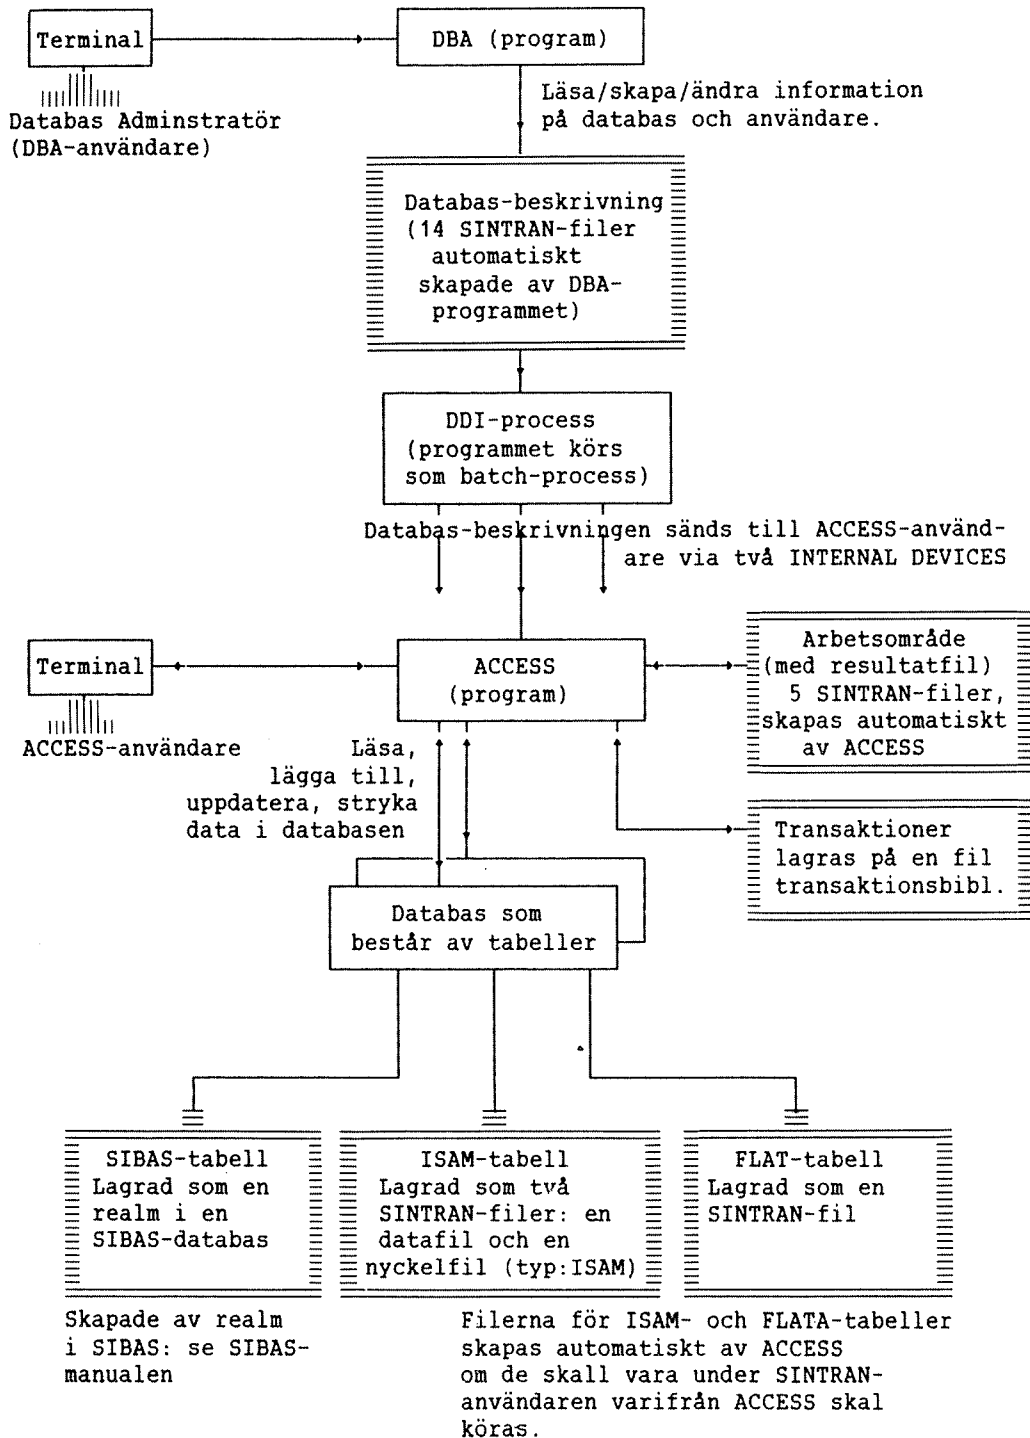 Terminal
DBA (program)
Databas Adminstratör
(DBA-användare)
Läsa/skapa/ändra information
på databas och användare.
Databas-beskrivning
(14 SINTRAN-filer
automatiskt
skapade av DBA-
programmet)
DDI-process
(programmet körs
som batch-process)
Databas-beskrivningen sänds till ACCESS-använd-
are via två INTERNAL DEVICES
Terminal
ACCESS
(program)
ACCESS-användare
Arbetsområde
(med resultatfil)
5 SINTRAN-filer,
skapas automatiskt
av ACCESS
Läsa,
lägga till,
uppdatera, stryka
data i databasen
Transaktioner
lagras på en fil
transaktionsbibl.
Databas som
består av tabeller
SIBAS-tabell
Lagrad som en
realm i en
SIBAS-databas
ISAM-tabell
Lagrad som två
SINTRAN-filer: en
datafil och en
nyckelfil (typ:ISAM)
FLAT-tabell
Lagrad som en
SINTRAN-fil
Skapade av realm
i SIBAS: se SIBAS-
manualen
Filerna för ISAM- och FLATA-tabeller
skapas automatiskt av ACCESS
om de skall vara under SINTRAN-
användaren varifrån ACCESS skal
köras.